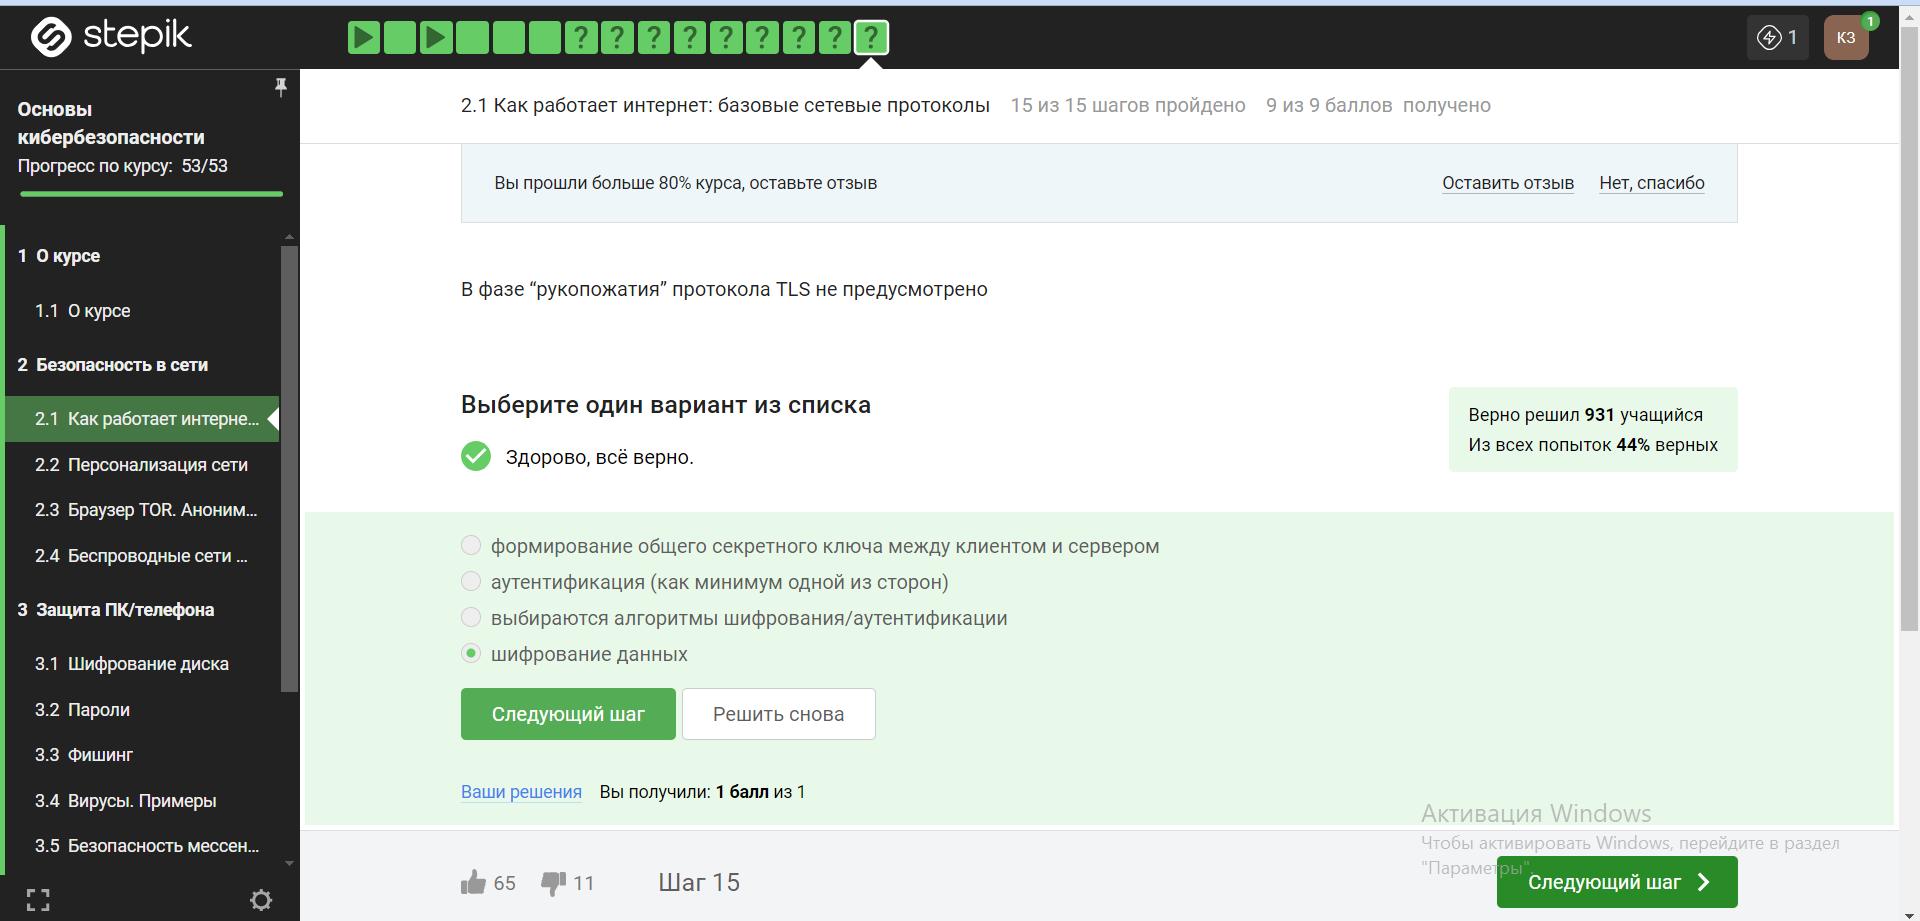 stepik
? ? ? ? ? ? ? ? ?
1
КЗ
1
Основы
кибербезопасности
Прогресс по курсу: 53/53
1 О курсе
1.1 О курсе
2 Безопасность в сети
2.1 Как работает интерне...
2.2 Персонализация сети
2.3 Браузер TOR. Аноним...
2.4 Беспроводные сети ...
3 Защита ПК/телефона
3.1 Шифрование диска
3.2 Пароли
3.3 Фишинг
3.4 Вирусы. Примеры
3.5 Безопасность мессен...
2.1 Как работает интернет: базовые сетевые протоколы 15 из 15 шагов пройдено 9 из 9 баллов получено
Вы прошли больше 80% курса, оставьте отзыв Оставить отзыв Нет, спасибо
В фазе “рукопожатия” протокола TLS не предусмотрено
Выберите один вариант из списка
Здорово, всё верно.
Верно решил 931 учащийся
Из всех попыток 44% верных
формирование общего секретного ключа между клиентом и сервером
аутентификация (как минимум одной из сторон)
выбираются алгоритмы шифрования/аутентификации
шифрование данных
Следующий шаг Решить снова
Ваши решения Вы получили: 1 балл из 1
Активация Windows
Чтобы активировать Windows, перейдите в раздел
"Параметры".
65 11 Шаг 15 Следующий шаг